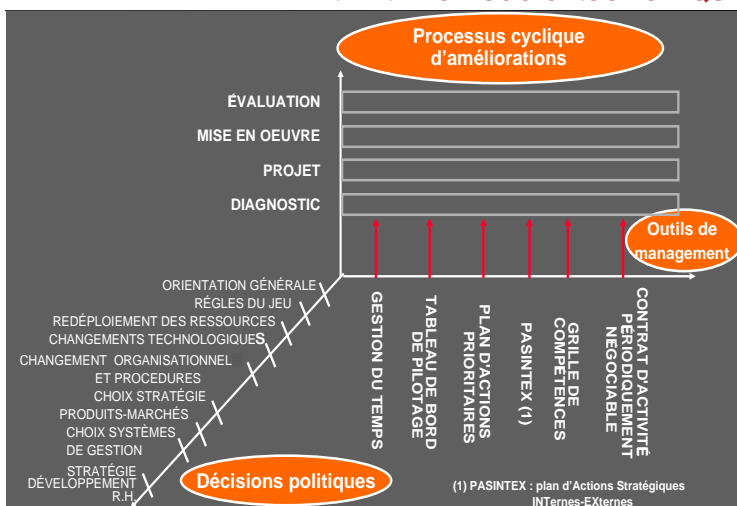 Processus cyclique
d'améliorations
ÉVALUATION
MISE EN OEUVRE
PROJET
DIAGNOSTIC
Outils de
management
ORIENTATION GÉNÉRALE
RÉGLES DU JEU
REDÉPLOIEMENT DES RESSOURCES
CHANGEMENTS TECHNOLOGIQUES
CHANGEMENT ORGANISATIONNEL
ET PROCEDURES
CHOIX STRATÉGIE
PRODUITS-MARCHÉS
CHOIX SYSTÈMES
DE GESTION
STRATÉGIE
DÉVELOPPEMENT
R.H.
GESTION DU TEMPS
TABLEAU DE BORD
DE PILOTAGE
PLAN D'ACTIONS
PRIORITAIRES
PASINTEX (1)
GRILLE DE
COMPÉTENCES
CONTRAT D'ACTIVITÉ
PÉRIODIQUEMENT
NÉGOCIABLE
Décisions politiques
(1) PASINTEX : plan d'Actions Stratégiques
INTernes-EXternes